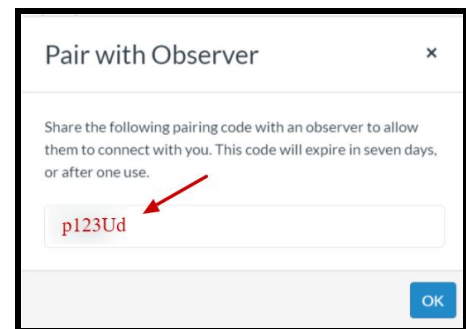 Pair with Observer ×
Share the following pairing code with an observer to allow
them to connect with you. This code will expire in seven days,
or after one use.
p123Ud
OK